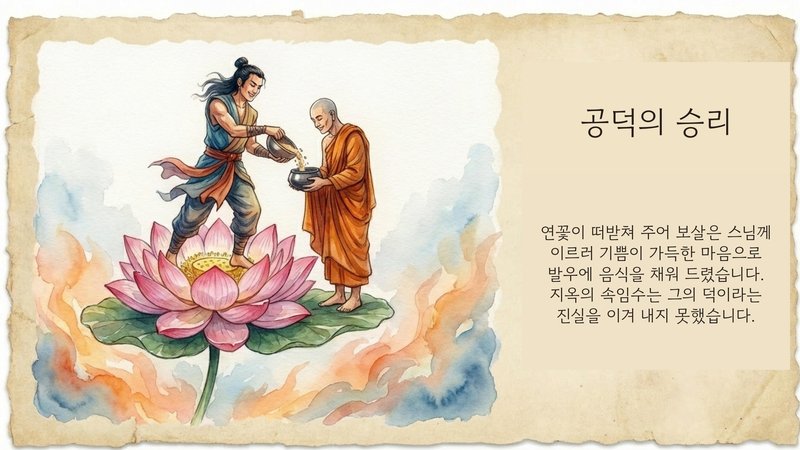 공덕의 승리
연꽃이 떠받쳐 주어 보살은 스님께
이르러 기쁨이 가득한 마음으로
발우에 음식을 채워 드렸습니다.
지옥의 속임수는 그의 덕이라는
진실을 이겨 내지 못했습니다.